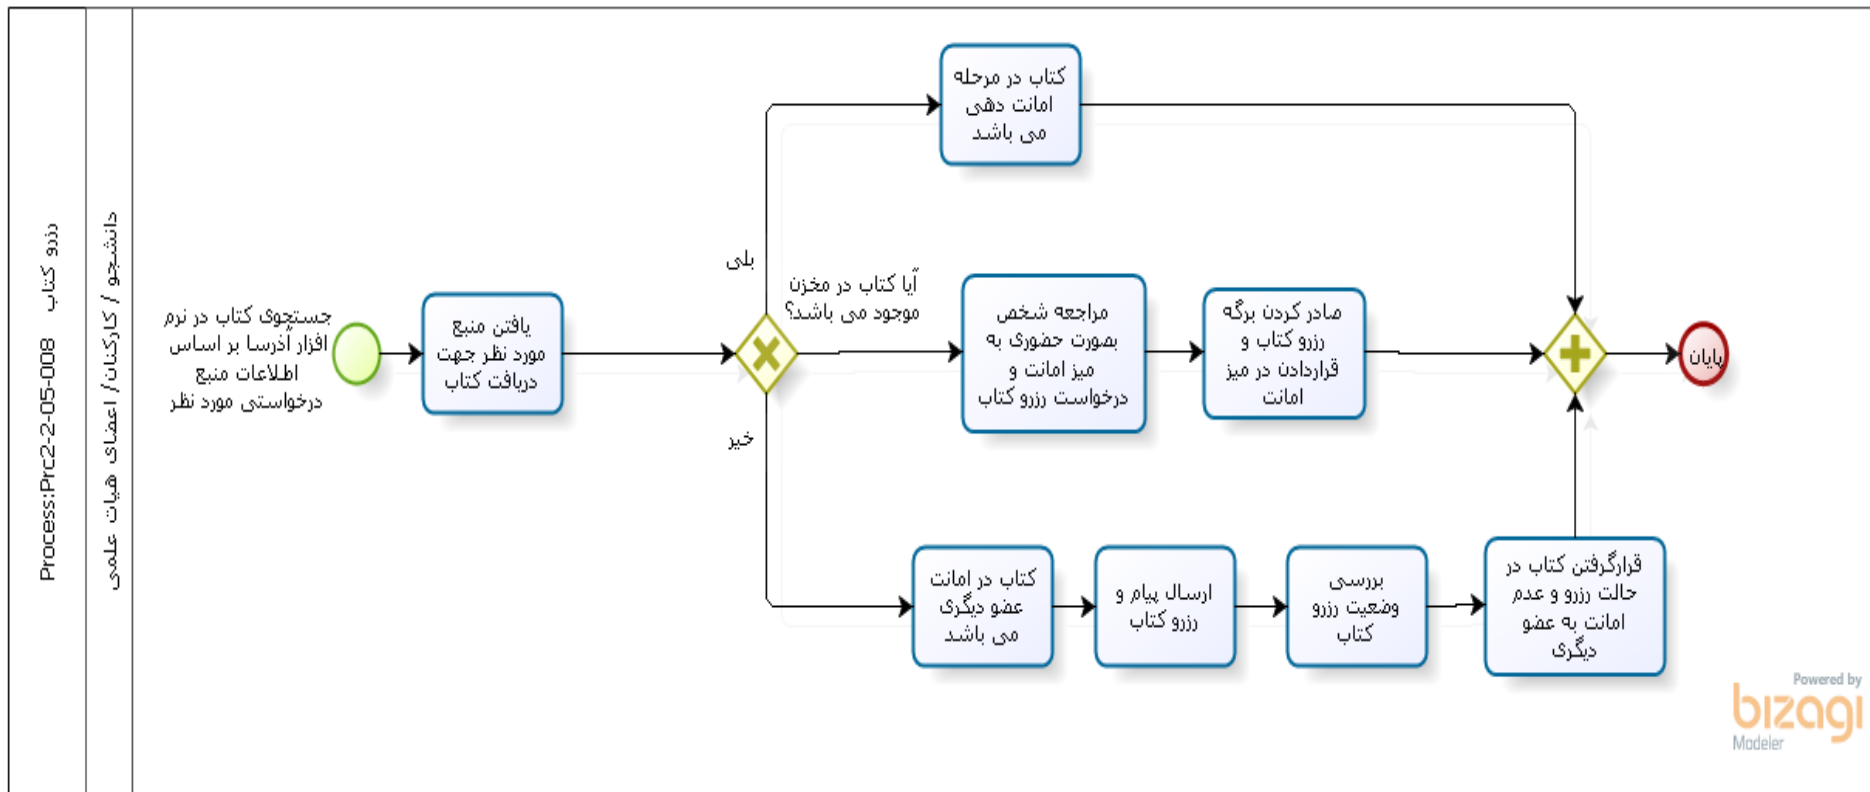 Process:Prc2-2-05-008 رزرو کتاب
دانشجو / کارکنان/ اعضای هیات علمی
جستجوی کتاب در نرم
افزار آذرسا بر اساس
اطلاعات منبع
درخواستی مورد نظر
یافتن منبع
مورد نظر جهت
دریافت کتاب
بلی
آیا کتاب در مخزن
موجود می باشد؟
خیر
کتاب در مرحله
امانت دهی
می باشد
مراجعه شخص
بصورت حضوری به
میز امانت و
درخواست رزرو کتاب
صادر کردن برگه
رزرو کتاب و
قراردادن در میز
امانت
کتاب در امانت
عضو دیگری
می باشد
ارسال پیام و
رزرو کتاب
بررسی
وضعیت رزرو
کتاب
قرارگرفتن کتاب در
حالت رزرو و عدم
امانت به عضو
دیگری
پایان
Powered by
bizagi
Modeler